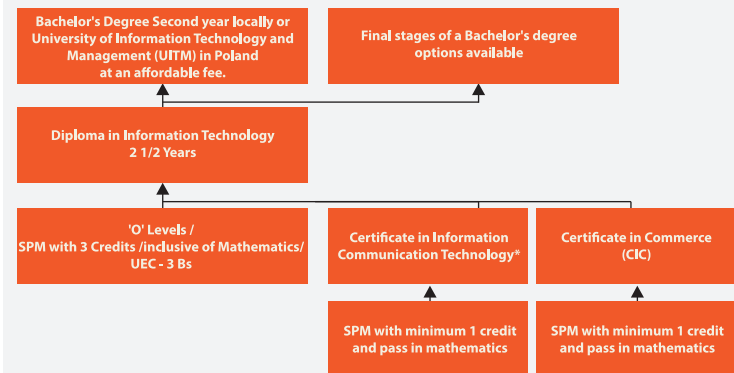 Bachelor's Degree Second year locally or
University of Information Technology and
Management (UITM) in Poland
at an affordable fee.
Final stages of a Bachelor's degree
options available
Diploma in Information Technology
2 1/2 Years
'O' Levels /
SPM with 3 Credits /inclusive of Mathematics/
UEC - 3 Bs
Certificate in Information
Communication Technology*
Certificate in Commerce
(CIC)
SPM with minimum 1 credit
and pass in mathematics
SPM with minimum 1 credit
and pass in mathematics